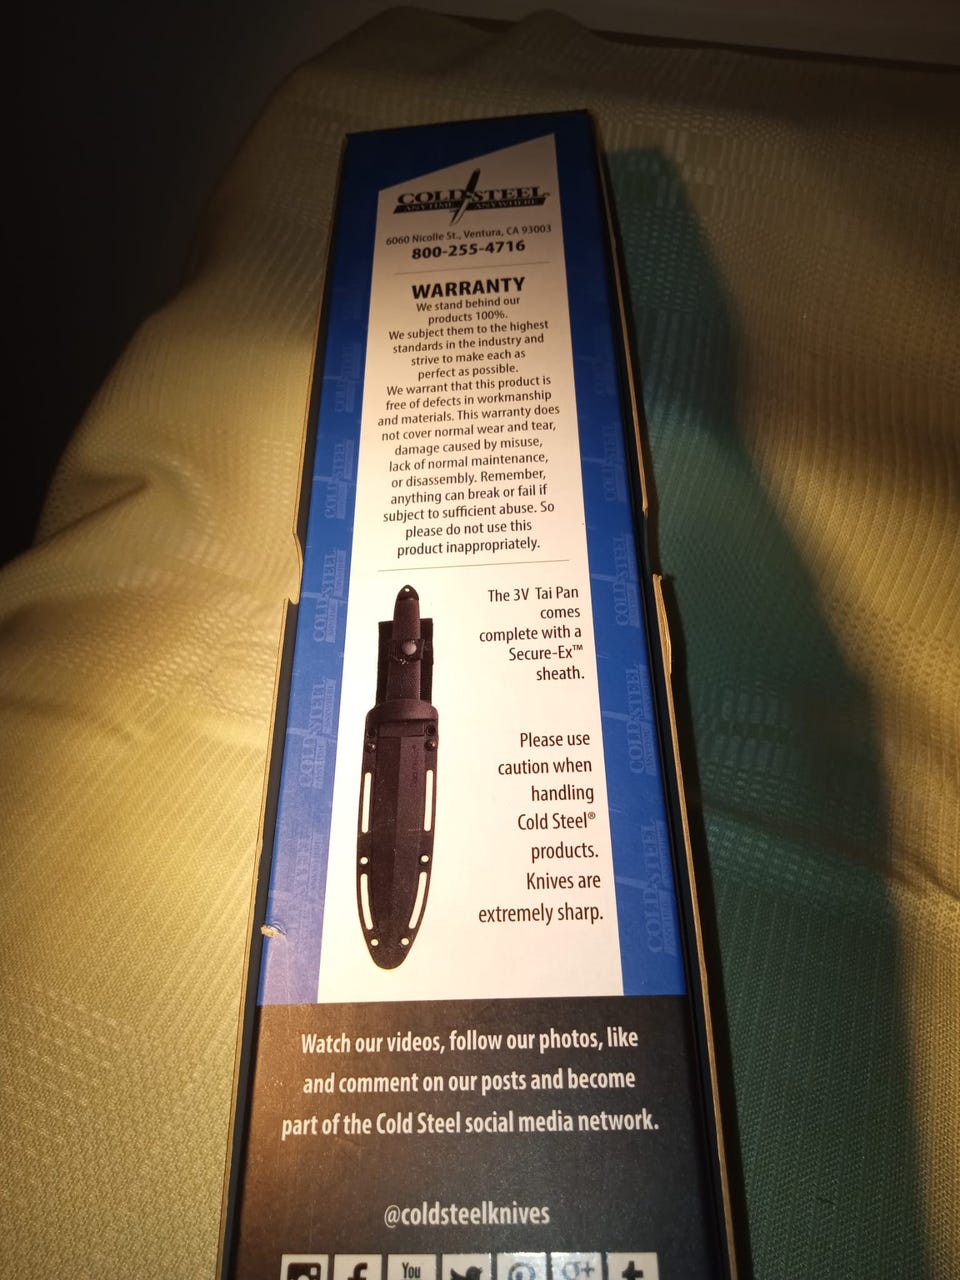 COLD STEEL
ANYTIME ANYWHERE
6060 Nicolle St., Ventura, CA 93003
800-255-4716
WARRANTY
We stand behind our
products 100%.
We subject them to the highest
standards in the industry and
strive to make each as
perfect as possible.
We warrant that this product is
free of defects in workmanship
and materials. This warranty does
not cover normal wear and tear,
damage caused by misuse,
lack of normal maintenance,
or disassembly. Remember,
anything can break or fail if
subject to sufficient abuse. So
please do not use this
product inappropriately.
The 3V Tai Pan
comes
complete with a
Secure-Ex™
sheath.
Please use
caution when
handling
Cold Steel®
products.
Knives are
extremely sharp.
Watch our videos, follow our photos, like
and comment on our posts and become
part of the Cold Steel social media network.
@coldsteelknives
You